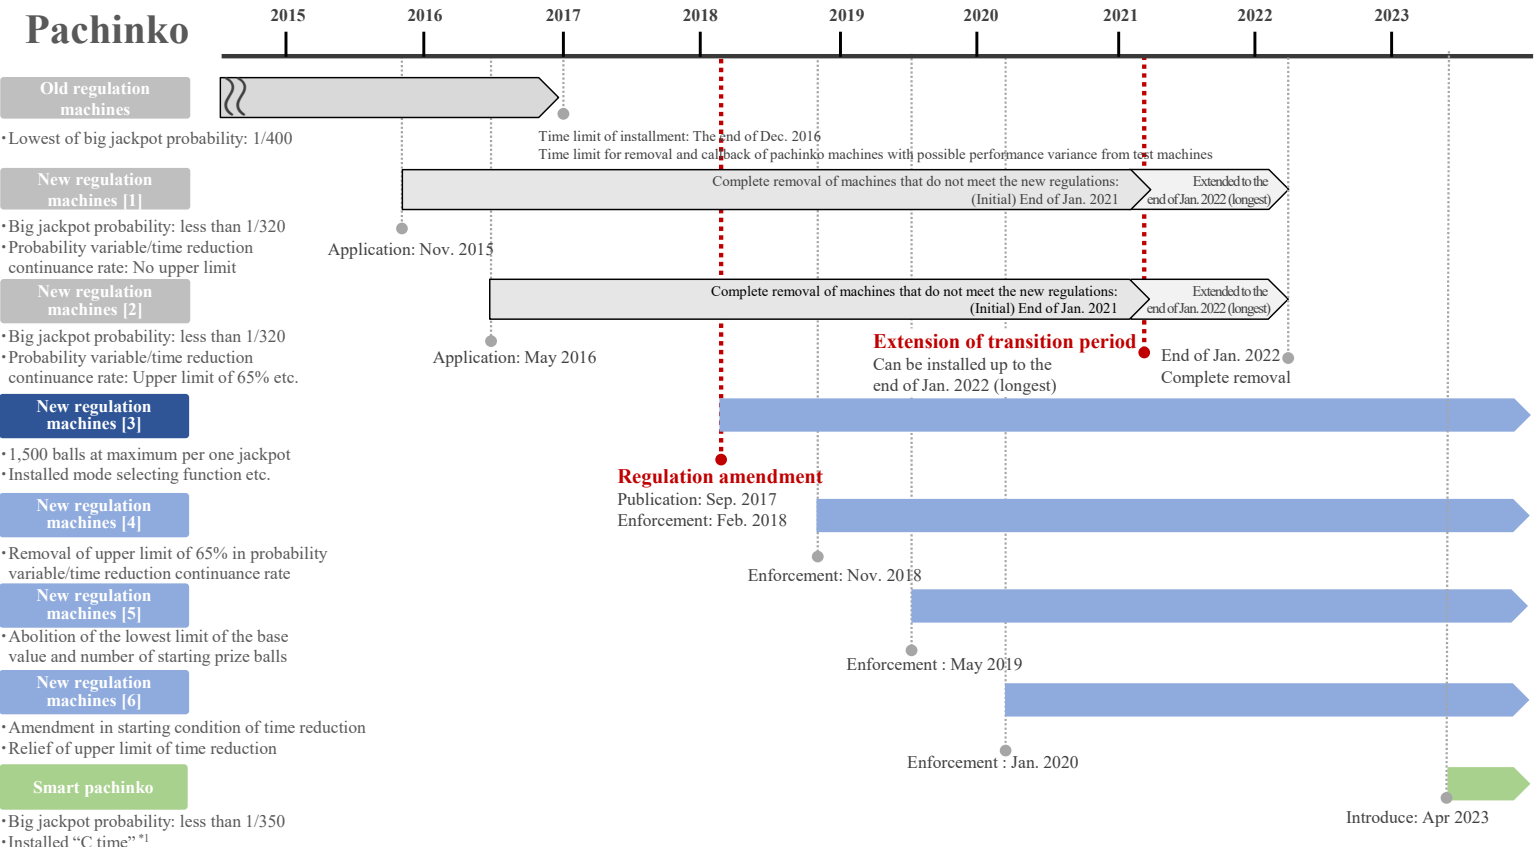 Pachinko
2015 2016 2017 2018 2019 2020 2021 2022 2023
Old regulation
machines
・Lowest of big jackpot probability: 1/400
Time limit of installment: The end of Dec. 2016
Time limit for removal and callback of pachinko machines with possible performance variance from test machines
New regulation
machines [1]
Complete removal of machines that do not meet the new regulations:
(Initial) End of Jan. 2021
Extended to the
end of Jan. 2022 (longest)
・Big jackpot probability: less than 1/320
・Probability variable/time reduction
continuance rate: No upper limit
Application: Nov. 2015
New regulation
machines [2]
Complete removal of machines that do not meet the new regulations:
(Initial) End of Jan. 2021
Extended to the
end of Jan. 2022 (longest)
・Big jackpot probability: less than 1/320
・Probability variable/time reduction
continuance rate: Upper limit of 65% etc.
Application: May 2016
Extension of transition period
Can be installed up to the
end of Jan. 2022 (longest)
End of Jan. 2022
Complete removal
New regulation
machines [3]
・1,500 balls at maximum per one jackpot
・Installed mode selecting function etc.
Regulation amendment
Publication: Sep. 2017
Enforcement: Feb. 2018
New regulation
machines [4]
・Removal of upper limit of 65% in probability
variable/time reduction continuance rate
Enforcement: Nov. 2018
New regulation
machines [5]
・Abolition of the lowest limit of the base
value and number of starting prize balls
Enforcement : May 2019
New regulation
machines [6]
・Amendment in starting condition of time reduction
・Relief of upper limit of time reduction
Enforcement : Jan. 2020
Smart pachinko
・Big jackpot probability: less than 1/350
・Installed “C time” *1
Introduce: Apr 2023